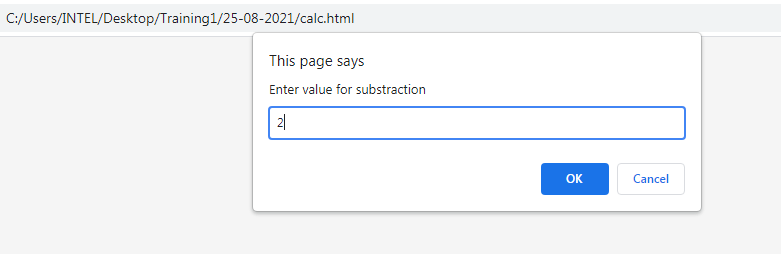 C:/Users/INTEL/Desktop/Training1/25-08-2021/calc.html
This page says
Enter value for substraction
2
OK Cancel